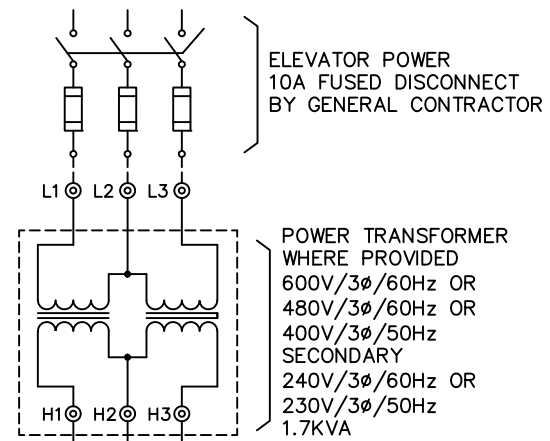 ELEVATOR POWER
10A FUSED DISCONNECT
BY GENERAL CONTRACTOR
L1 L2 L3
POWER TRANSFORMER
WHERE PROVIDED
600V/3ø/60Hz OR
480V/3ø/60Hz OR
400V/3ø/50Hz
SECONDARY
240V/3ø/60Hz OR
230V/3ø/50Hz
1.7KVA
H1 H2 H3